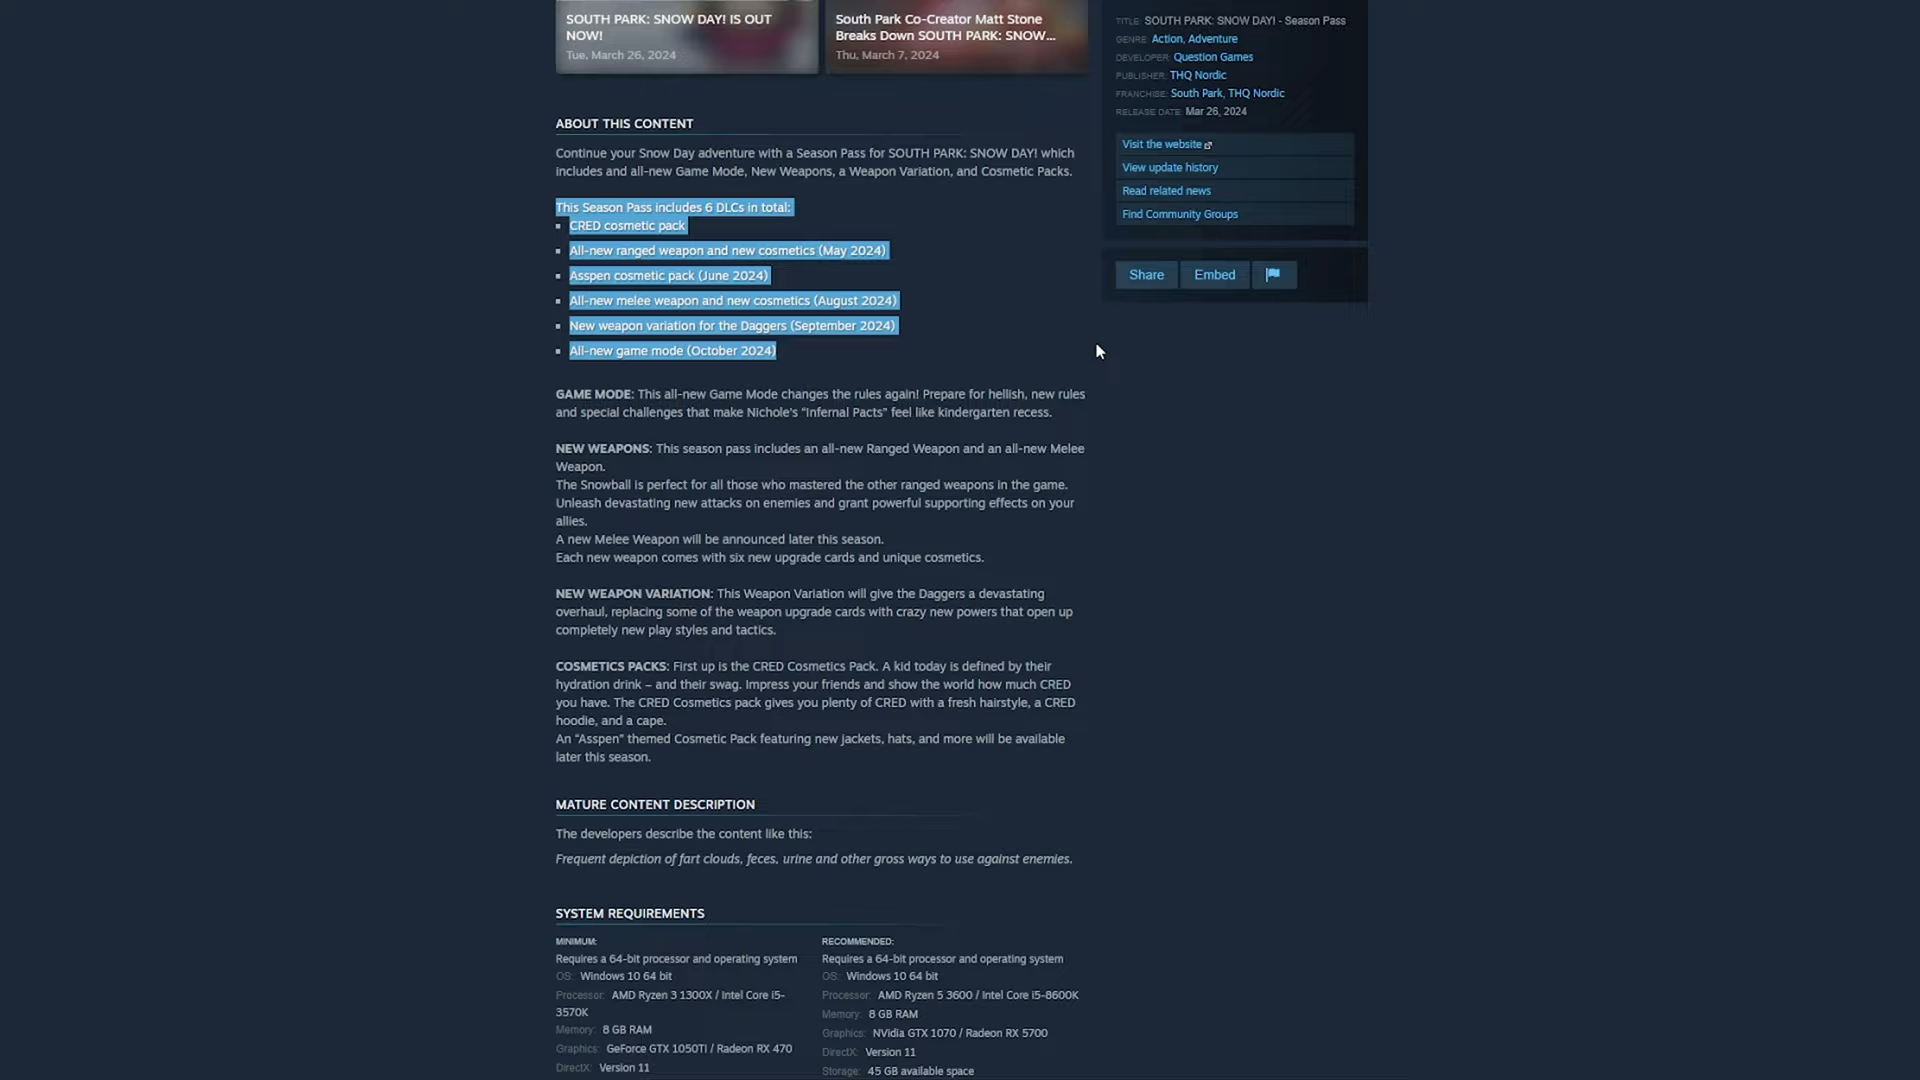 SOUTH PARK: SNOW DAY! IS OUT
NOW!
Tue, March 26, 2024
South Park Co-Creator Matt Stone
Breaks Down SOUTH PARK: SNOW...
Thu, March 7, 2024
TITLE: SOUTH PARK: SNOW DAY! - Season Pass
GENRE: Action, Adventure
DEVELOPER: Question Games
PUBLISHER: THQ Nordic
FRANCHISE: South Park, THQ Nordic
RELEASE DATE: Mar 26, 2024
Visit the website
View update history
Read related news
Find Community Groups
Share Embed
ABOUT THIS CONTENT
Continue your Snow Day adventure with a Season Pass for SOUTH PARK: SNOW DAY! which
includes and all-new Game Mode, New Weapons, a Weapon Variation, and Cosmetic Packs.
This Season Pass includes 6 DLCs in total:
CRED cosmetic pack
All-new ranged weapon and new cosmetics (May 2024)
Asspen cosmetic pack (June 2024)
All-new melee weapon and new cosmetics (August 2024)
New weapon variation for the Daggers (September 2024)
All-new game mode (October 2024)
GAME MODE: This all-new Game Mode changes the rules again! Prepare for hellish, new rules
and special challenges that make Nichole's "Infernal Pacts" feel like kindergarten recess.
NEW WEAPONS: This season pass includes an all-new Ranged Weapon and an all-new Melee
Weapon.
The Snowball is perfect for all those who mastered the other ranged weapons in the game.
Unleash devastating new attacks on enemies and grant powerful supporting effects on your
allies.
A new Melee Weapon will be announced later this season.
Each new weapon comes with six new upgrade cards and unique cosmetics.
NEW WEAPON VARIATION: This Weapon Variation will give the Daggers a devastating
overhaul, replacing some of the weapon upgrade cards with crazy new powers that open up
completely new play styles and tactics.
COSMETICS PACKS: First up is the CRED Cosmetics Pack. A kid today is defined by their
hydration drink – and their swag. Impress your friends and show the world how much CRED
you have. The CRED Cosmetics pack gives you plenty of CRED with a fresh hairstyle, a CRED
hoodie, and a cape.
An "Asspen" themed Cosmetic Pack featuring new jackets, hats, and more will be available
later this season.
MATURE CONTENT DESCRIPTION
The developers describe the content like this:
Frequent depiction of fart clouds, feces, urine and other gross ways to use against enemies.
SYSTEM REQUIREMENTS
MINIMUM:
Requires a 64-bit processor and operating system
OS: Windows 10 64 bit
Processor: AMD Ryzen 3 1300X / Intel Core i5-
3570K
Memory: 8 GB RAM
Graphics: GeForce GTX 1050TI / Radeon RX 470
DirectX: Version 11
RECOMMENDED:
Requires a 64-bit processor and operating system
OS: Windows 10 64 bit
Processor: AMD Ryzen 5 3600 / Intel Core i5-8600K
Memory: 8 GB RAM
Graphics: NVidia GTX 1070 / Radeon RX 5700
DirectX: Version 11
Storage: 45 GB available space